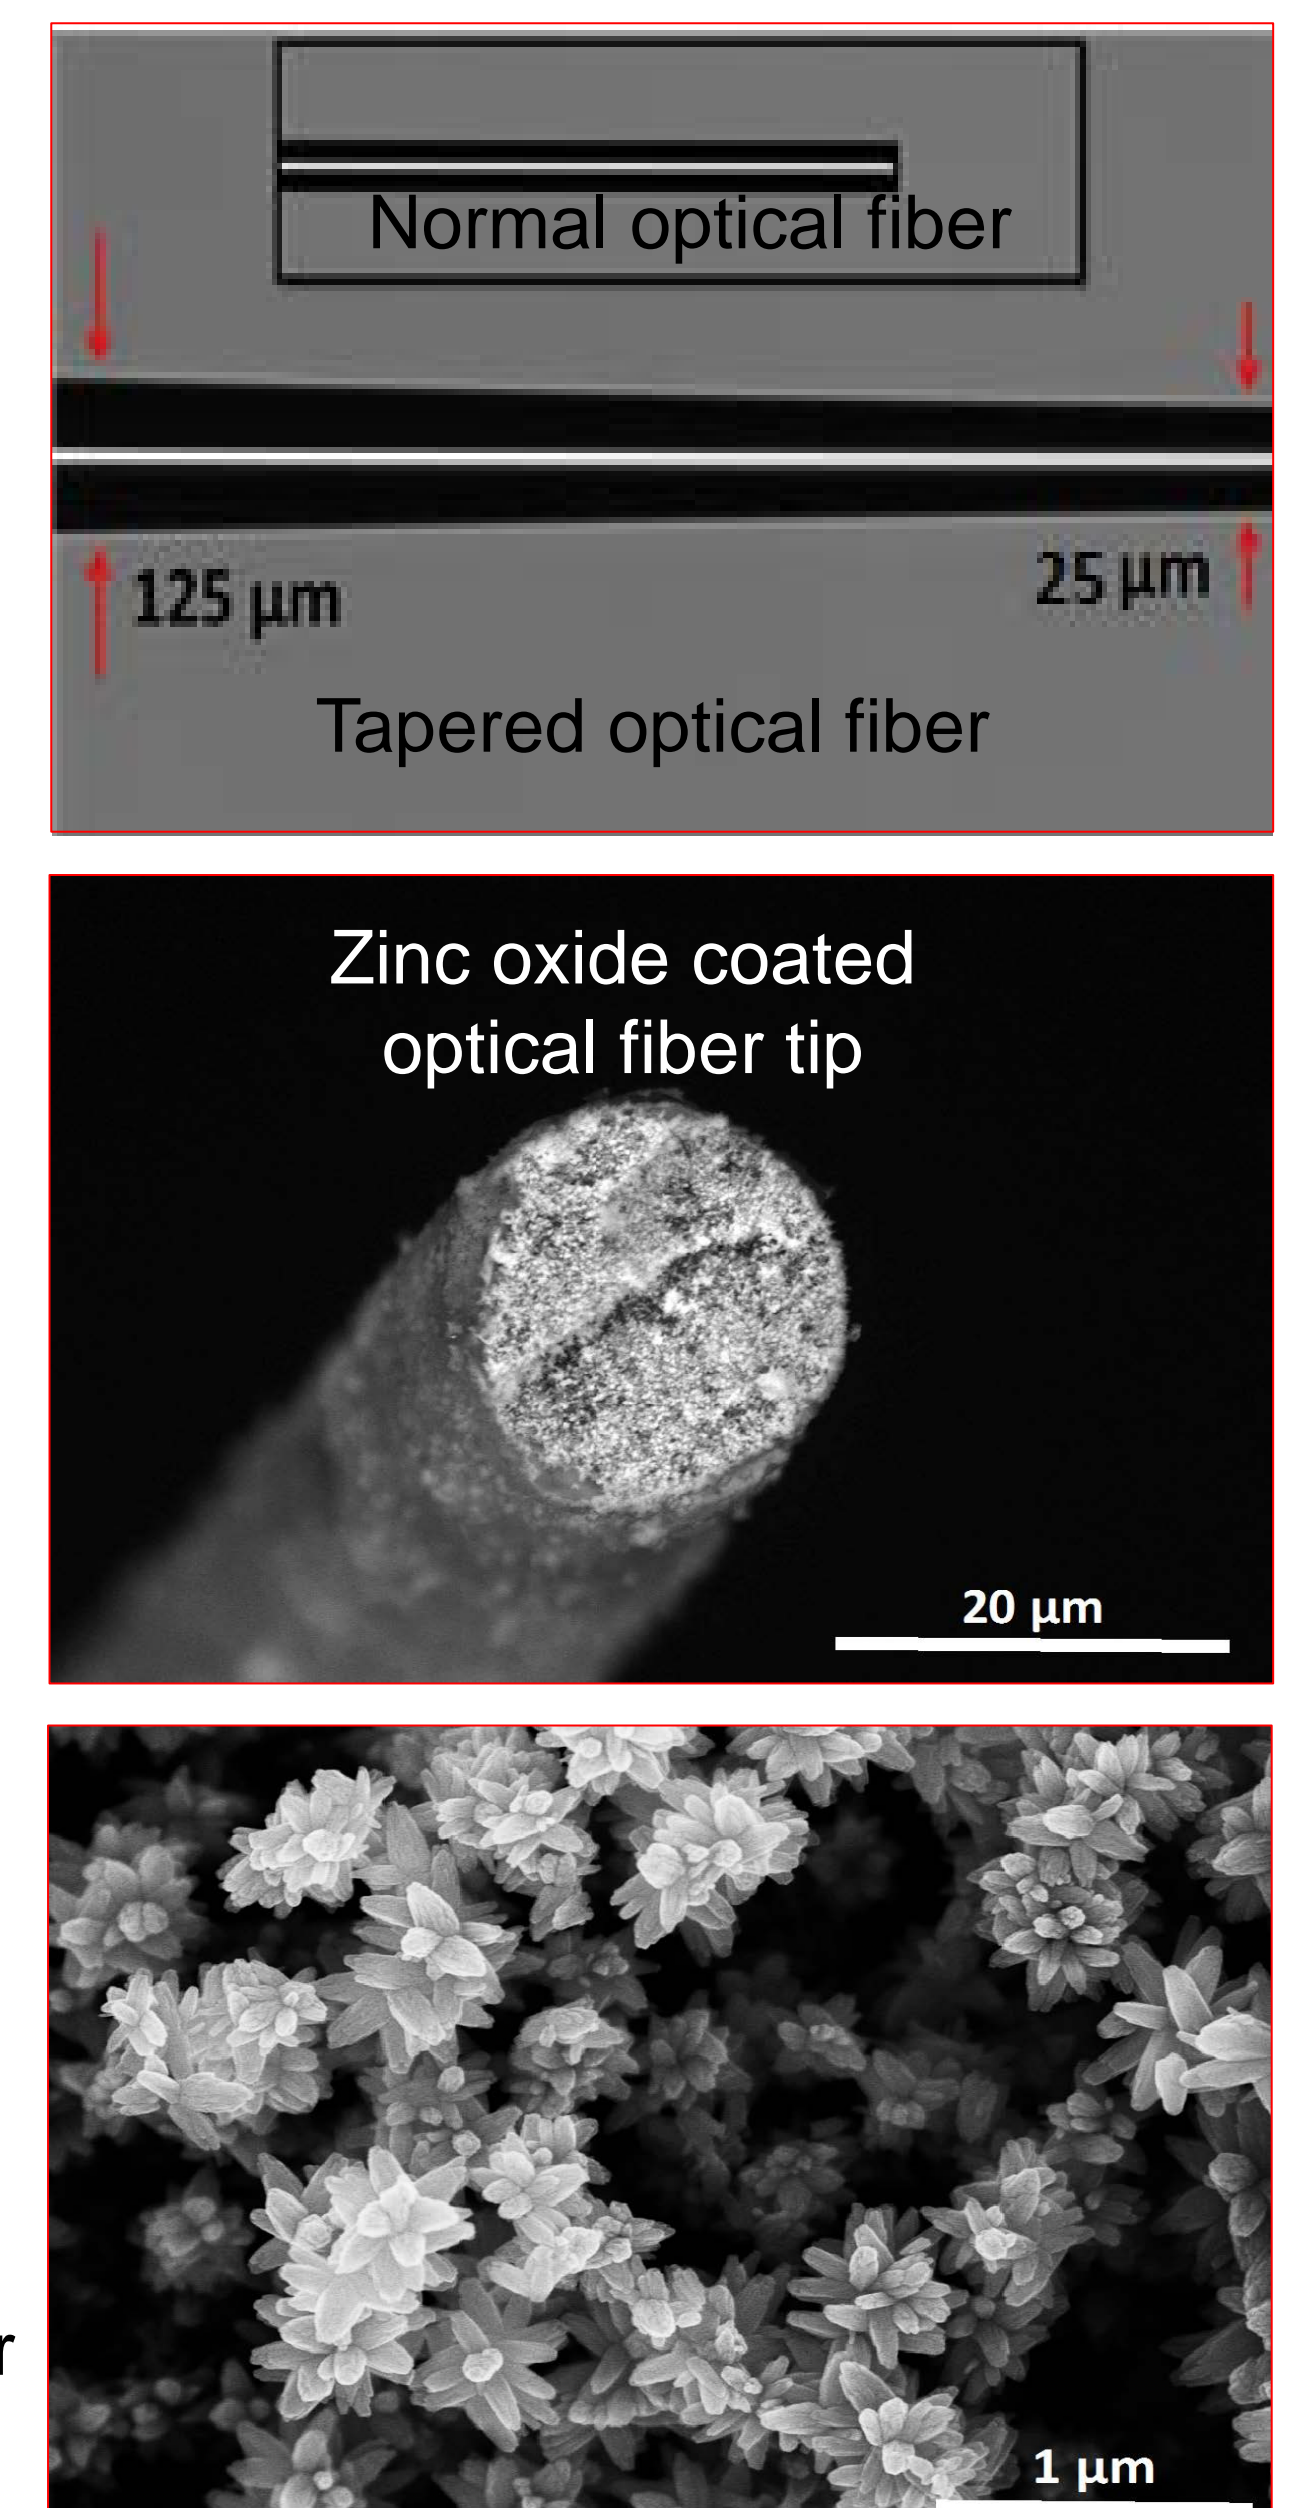 Normal optical fiber
125 µm
25 µm
Tapered optical fiber
Zinc oxide coated
optical fiber tip
20 µm
r
1 µm